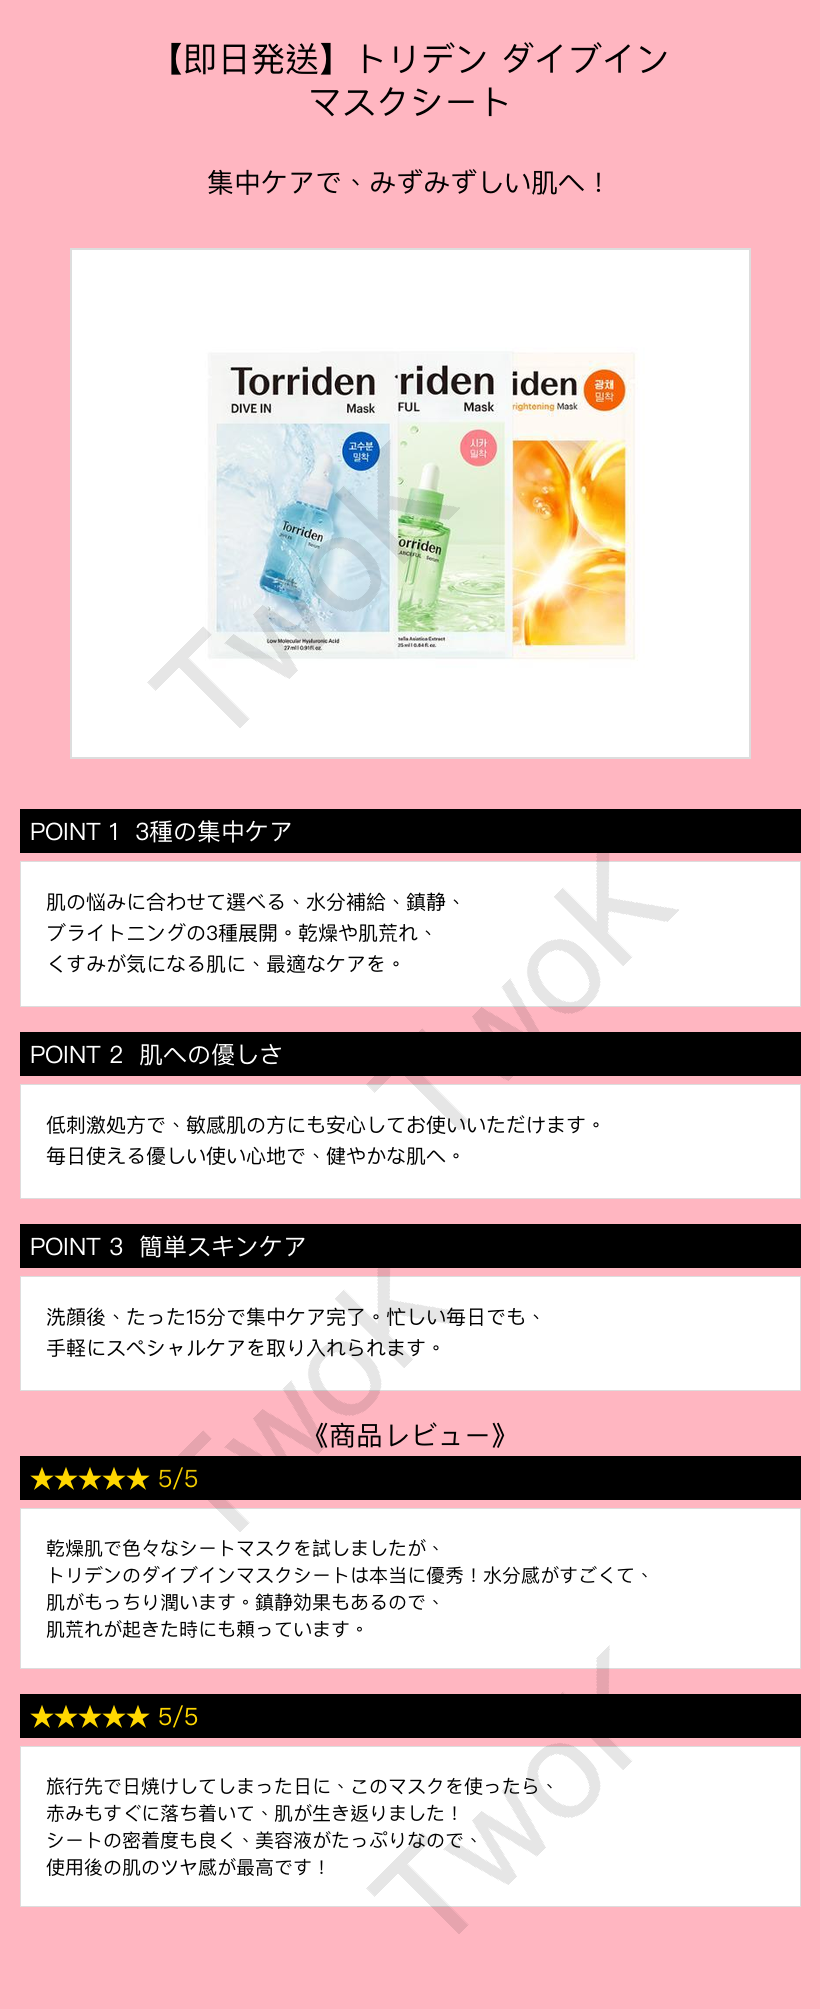 【即日発送】トリデン ダイブイン
マスクシート
集中ケアで、みずみずしい肌へ！
Torriden
DIVE IN Mask
고수분
밀착
Torriden
DIVE IN Serum
Low Molecular Hyaluronic Acid
27ml l 0.91fl. oz.
riden
FUL Mask
시카
밀착
Torriden
LANCEFUL Serum
tella Asiatica Extract
25ml l 0.84 fl. oz.
iden
rightening Mask
광채
밀착
TwoK
POINT 1 3種の集中ケア
肌の悩みに合わせて選べる、水分補給、鎮静、
ブライトニングの3種展開。乾燥や肌荒れ、
くすみが気になる肌に、最適なケアを。
TwoK
POINT 2 肌への優しさ
低刺激処方で、敏感肌の方にも安心してお使いいただけます。
毎日使える優しい使い心地で、健やかな肌へ。
POINT 3 簡単スキンケア
洗顔後、たった15分で集中ケア完了。忙しい毎日でも、
手軽にスペシャルケアを取り入れられます。
TwoK
《商品レビュー》
★★★★★ 5/5
乾燥肌で色々なシートマスクを試しましたが、
トリデンのダイブインマスクシートは本当に優秀！水分感がすごくて、
肌がもっちり潤います。鎮静効果もあるので、
肌荒れが起きた時にも頼っています。
★★★★★ 5/5
旅行先で日焼けしてしまった日に、このマスクを使ったら、
赤みもすぐに落ち着いて、肌が生き返りました！
シートの密着度も良く、美容液がたっぷりなので、
使用後の肌のツヤ感が最高です！
TwoK